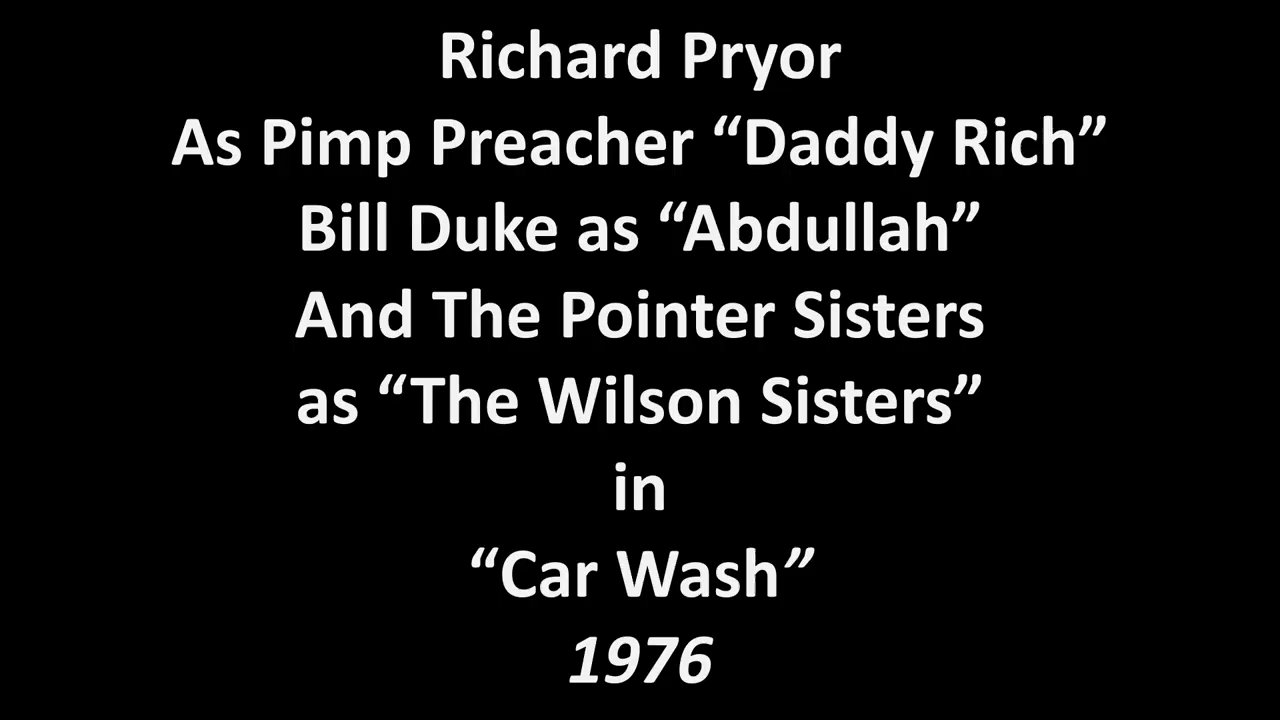 Richard Pryor
As Pimp Preacher “Daddy Rich”
Bill Duke as “Abdullah”
And The Pointer Sisters
as “The Wilson Sisters”
in
“Car Wash”
1976